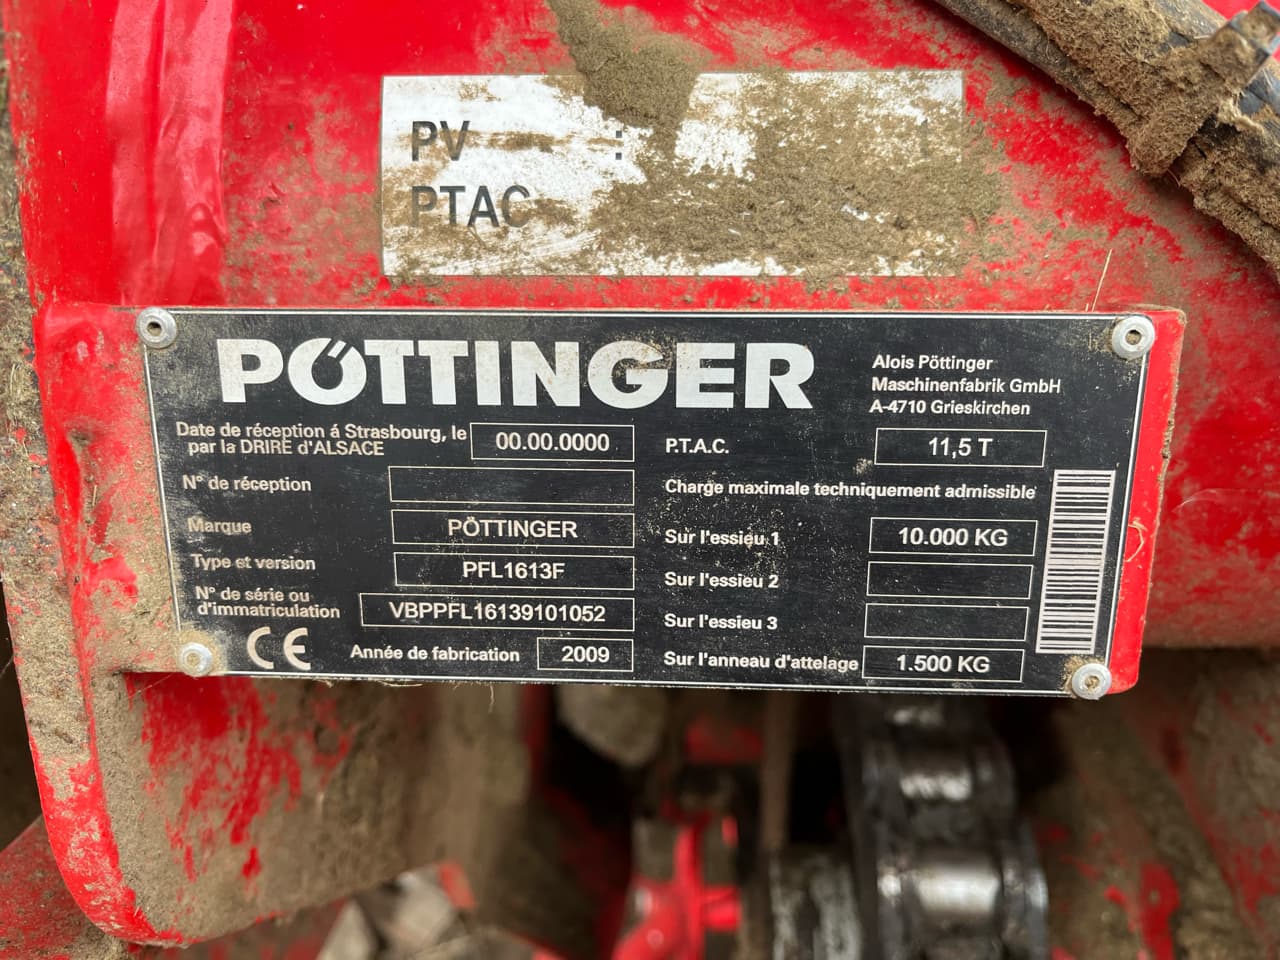 PV :
PTAC
PÖTTINGER
Alois Pöttinger
Maschinenfabrik GmbH
A-4710 Grieskirchen
Date de réception á Strasbourg, le 00.00.0000
par la DRIRE d'ALSACE
N° de réception
Marque PÖTTINGER
Type et version PFL1613F
N° de série ou
d'immatriculation VBPPFL16139101052
CE Année de fabrication 2009
P.T.A.C. 11,5 T
Charge maximale techniquement admissible
Sur l'essieu 1 10.000 KG
Sur l'essieu 2
Sur l'essieu 3
Sur l'anneau d'attelage 1.500 KG